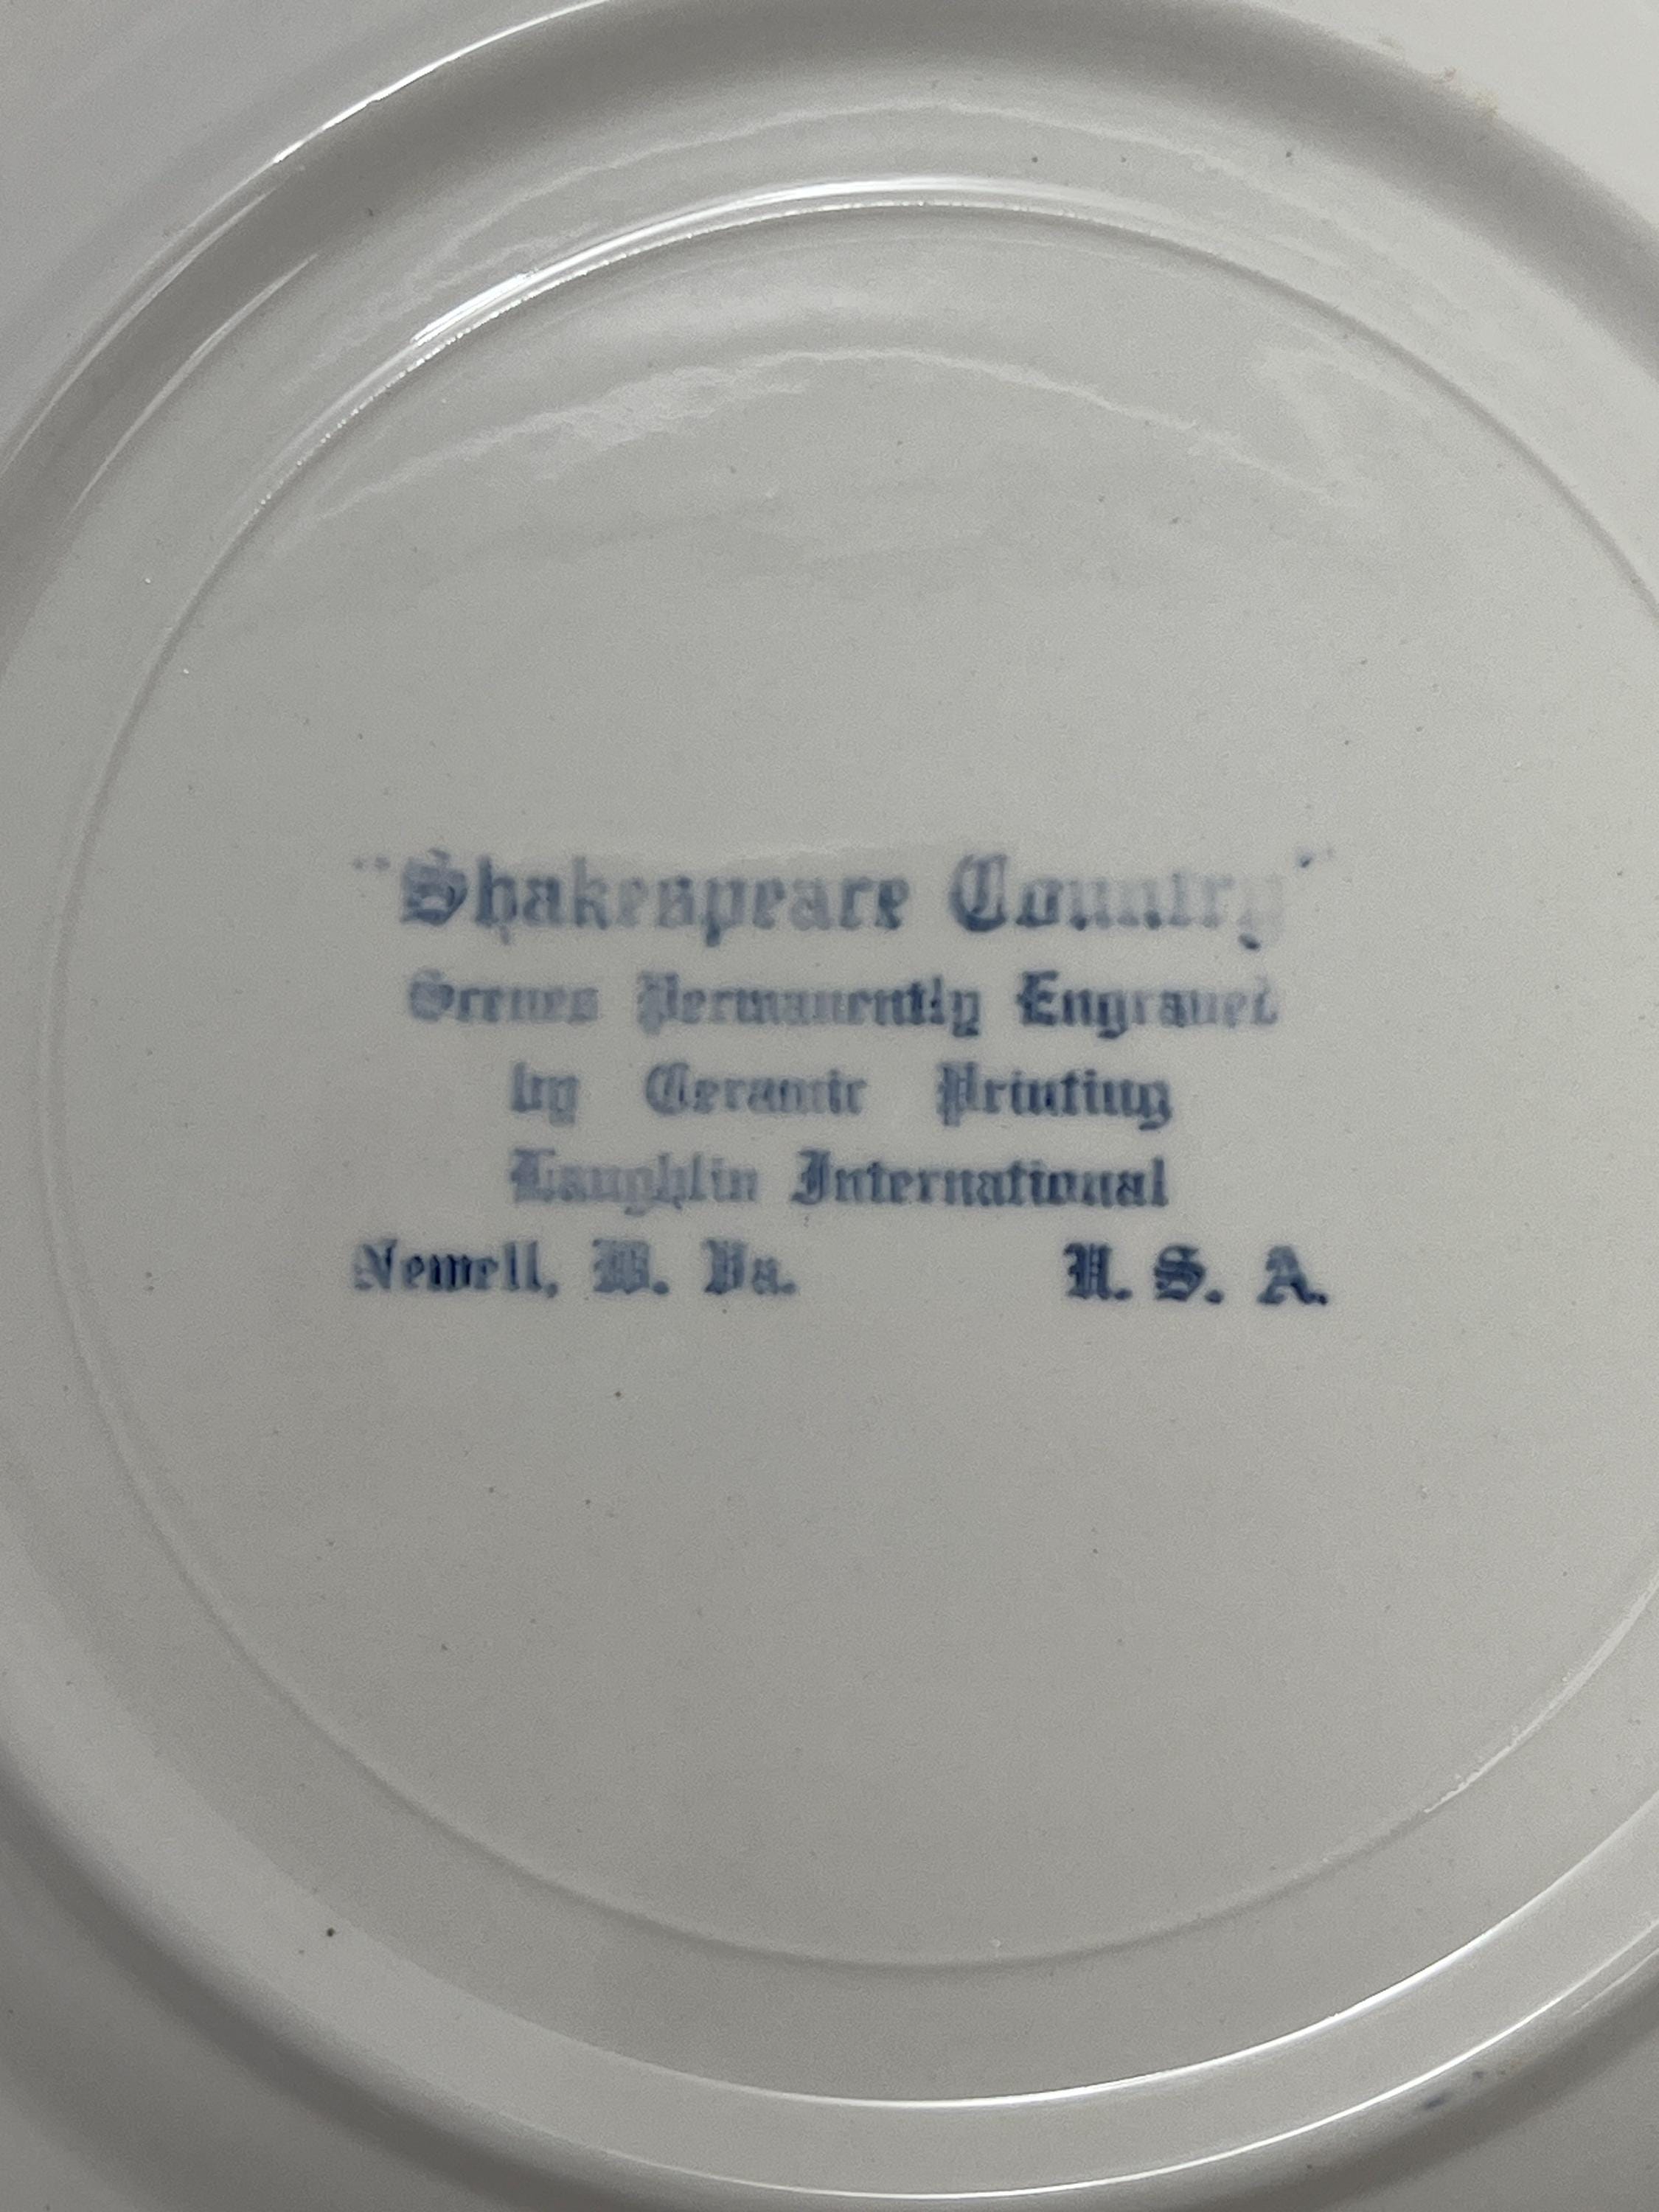 "Shakespeare Country"
Scenes Permanently Engraved
by Ceramic Printing
Laughlin International
Newell, W. Va. U. S. A.